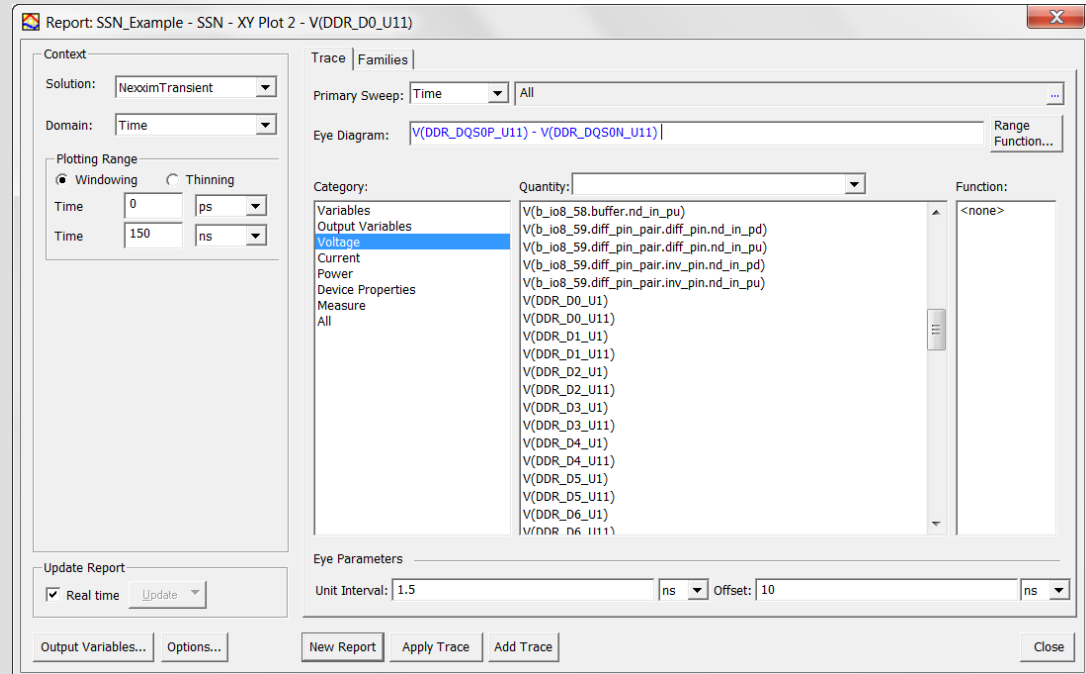 Report: SSN_Example - SSN - XY Plot 2 - V(DDR_D0_U11)
Context
Solution: NexximTransient
Domain: Time
Plotting Range
Windowing Thinning
Time 0 ps
Time 150 ns
Update Report
Real time Update
Output Variables... Options...
Trace Families
Primary Sweep: Time All ...
Eye Diagram: V(DDR_DQS0P_U11) - V(DDR_DQS0N_U11)
Range
Function...
Category:
Variables
Output Variables
Voltage
Current
Power
Device Properties
Measure
All
Quantity:
V(b_io8_58.buffer.nd_in_pu)
V(b_io8_59.diff_pin_pair.diff_pin.nd_in_pd)
V(b_io8_59.diff_pin_pair.diff_pin.nd_in_pu)
V(b_io8_59.diff_pin_pair.inv_pin.nd_in_pd)
V(b_io8_59.diff_pin_pair.inv_pin.nd_in_pu)
V(DDR_D0_U1)
V(DDR_D0_U11)
V(DDR_D1_U1)
V(DDR_D1_U11)
V(DDR_D2_U1)
V(DDR_D2_U11)
V(DDR_D3_U1)
V(DDR_D3_U11)
V(DDR_D4_U1)
V(DDR_D4_U11)
V(DDR_D5_U1)
V(DDR_D5_U11)
V(DDR_D6_U1)
V(DDR_D6_U11)
Function:
<none>
Eye Parameters
Unit Interval: 1.5 ns Offset: 10 ns
New Report Apply Trace Add Trace Close